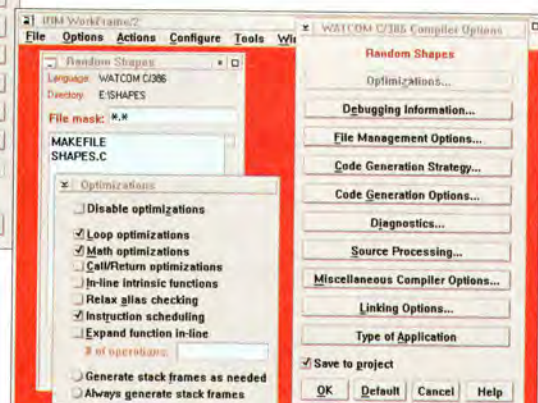 IBM WorkFrame/2
File Options Actions Configure Tools
Random Shapes
Language: WATCOM C/386
Directory: E:\SHAPES
File mask: *.*
MAKEFILE
SHAPES.C
Optimizations
Disable optimizations
Loop optimizations
Math optimizations
Call/Return optimizations
In-line intrinsic functions
Relax alias checking
Instruction scheduling
Expand function in-line
# of operations:
Generate stack frames as needed
Always generate stack frames
WATCOM C/386 Compiler Options
Random Shapes
Optimizations...
Debugging Information...
File Management Options...
Code Generation Strategy...
Code Generation Options...
Diagnostics...
Source Processing...
Miscellaneous Compiler Options...
Linking Options...
Type of Application
Save to project
OK Default Cancel Help